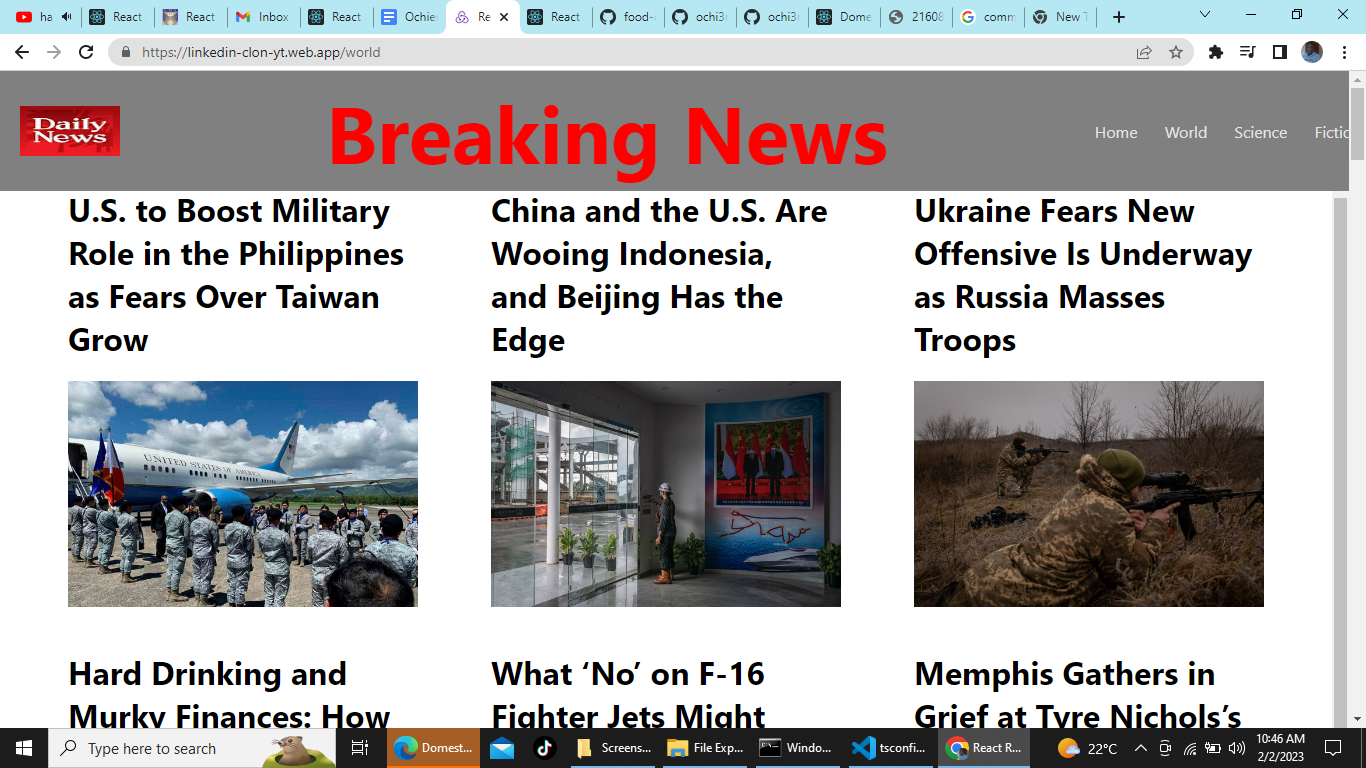 ha
React
React
Inbox
React
Ochie
Re
React
food-
ochi3
ochi3
Dome
21608
comm
New T
https://linkedin-clon-yt.web.app/world
Daily
News
Breaking News
Home
World
Science
Fictio
U.S. to Boost Military
Role in the Philippines
as Fears Over Taiwan
Grow
China and the U.S. Are
Wooing Indonesia,
and Beijing Has the
Edge
Ukraine Fears New
Offensive Is Underway
as Russia Masses
Troops
UNITED STATES OF AMERICA
Hard Drinking and
Murky Finances: How
What ‘No’ on F-16
Fighter Jets Might
Memphis Gathers in
Grief at Tyre Nichols’s
Type here to search
Domest...
Screens...
File Exp...
Windo...
tsconfi...
React R...
22°C
10:46 AM
2/2/2023